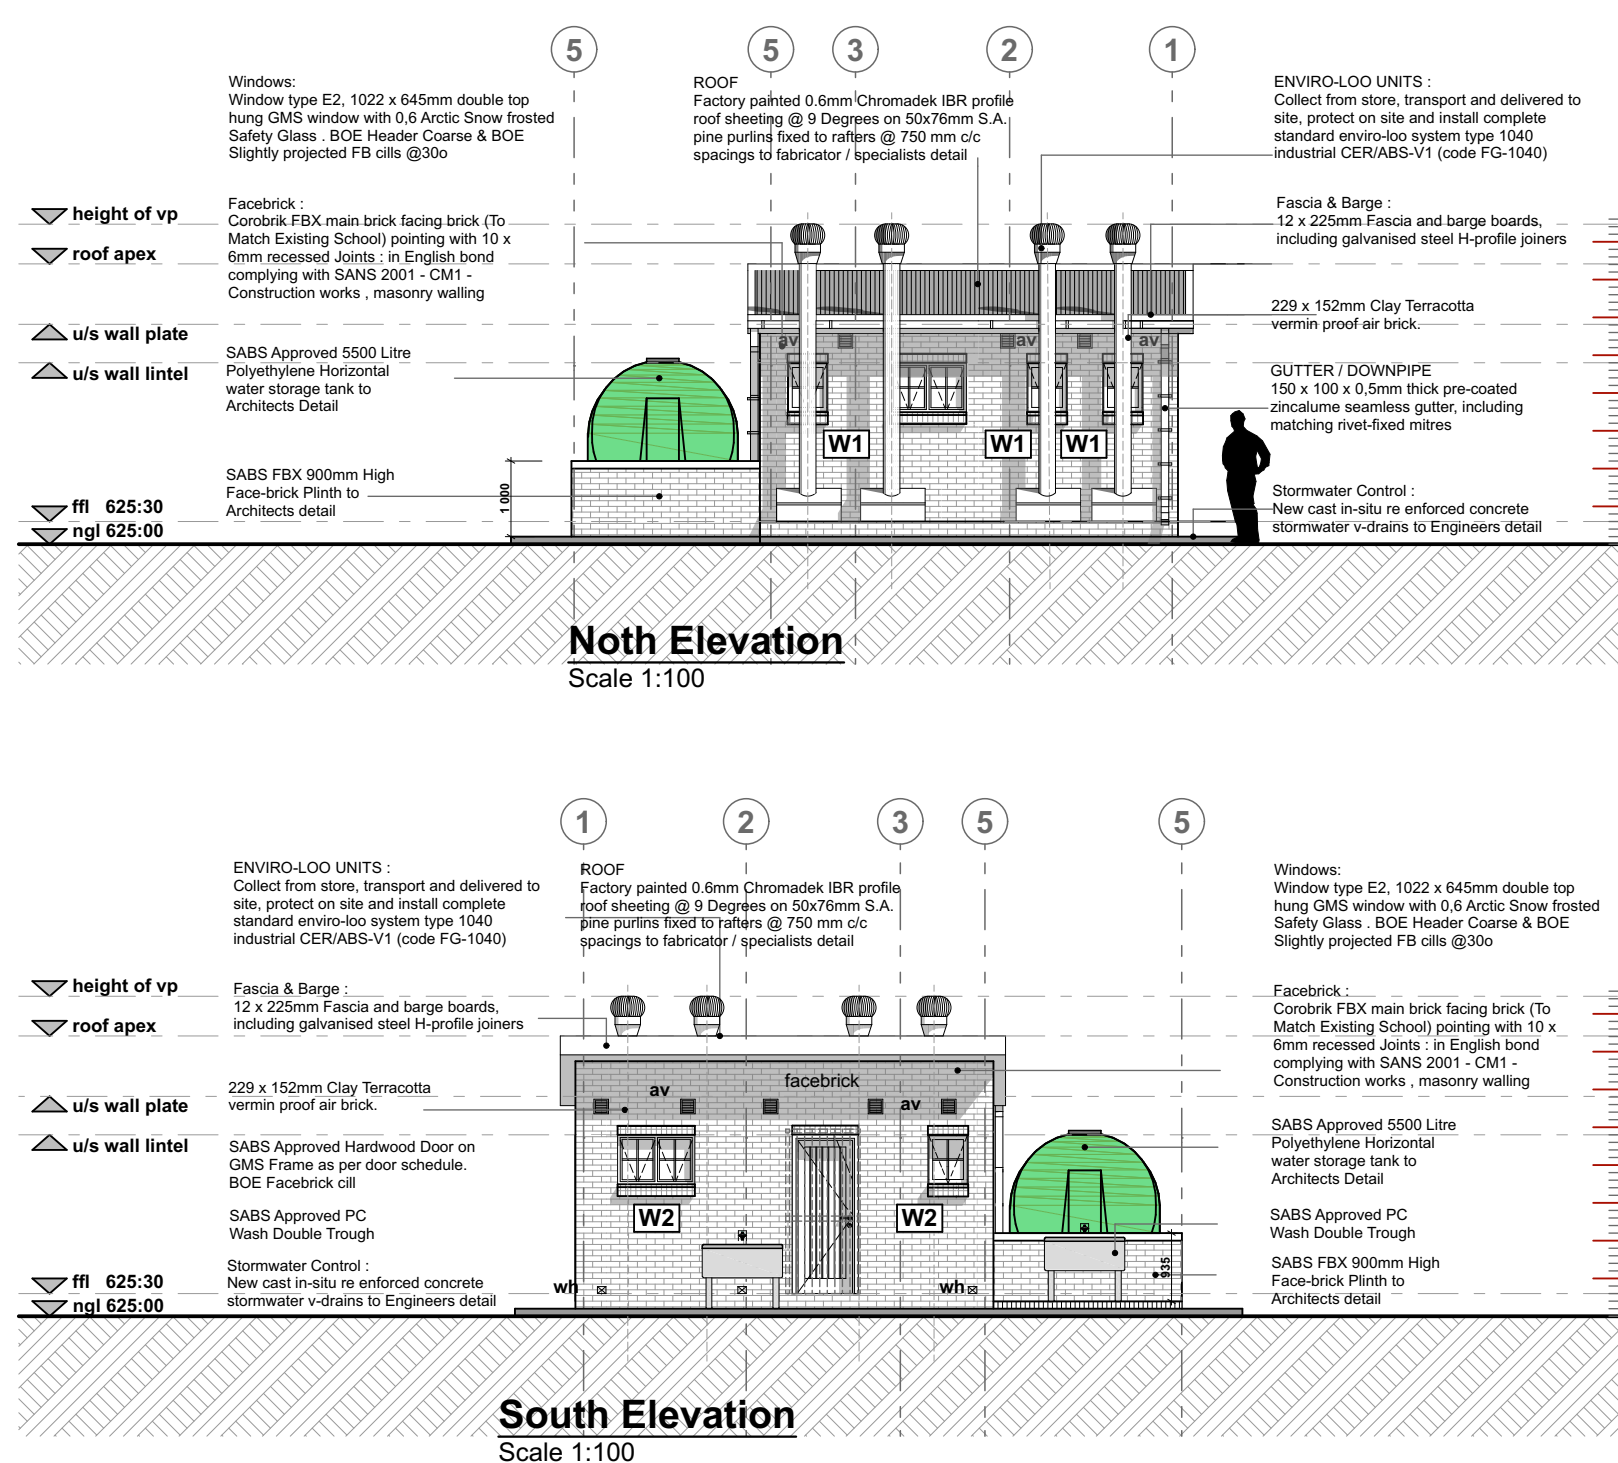 5 5 3 2 1
Windows:
Window type E2, 1022 x 645mm double top
hung GMS window with 0,6 Arctic Snow frosted
Safety Glass . BOE Header Coarse & BOE
Slightly projected FB cills @30o
ROOF
Factory painted 0.6mm Chromadek IBR profile
roof sheeting @ 9 Degrees on 50x76mm S.A.
pine purlins fixed to rafters @ 750 mm c/c
spacings to fabricator / specialists detail
ENVIRO-LOO UNITS :
Collect from store, transport and delivered to
site, protect on site and install complete
standard enviro-loo system type 1040
industrial CER/ABS-V1 (code FG-1040)
height of vp
roof apex
u/s wall plate
u/s wall lintel
ffl 625:30
ngl 625:00
Facebrick :
Corobrik FBX main brick facing brick (To
Match Existing School) pointing with 10 x
6mm recessed Joints : in English bond
complying with SANS 2001 - CM1 -
Construction works , masonry walling
SABS Approved 5500 Litre
Polyethylene Horizontal
water storage tank to
Architects Detail
SABS FBX 900mm High
Face-brick Plinth to
Architects detail
1 000
av av av
W1 W1 W1
Fascia & Barge :
12 x 225mm Fascia and barge boards,
including galvanised steel H-profile joiners
229 x 152mm Clay Terracotta
vermin proof air brick.
GUTTER / DOWNPIPE
150 x 100 x 0,5mm thick pre-coated
zincalume seamless gutter, including
matching rivet-fixed mitres
Stormwater Control :
New cast in-situ re enforced concrete
stormwater v-drains to Engineers detail
Noth Elevation
Scale 1:100
1 2 3 5 5
ENVIRO-LOO UNITS :
Collect from store, transport and delivered to
site, protect on site and install complete
standard enviro-loo system type 1040
industrial CER/ABS-V1 (code FG-1040)
ROOF
Factory painted 0.6mm Chromadek IBR profile
roof sheeting @ 9 Degrees on 50x76mm S.A.
pine purlins fixed to rafters @ 750 mm c/c
spacings to fabricator / specialists detail
Windows:
Window type E2, 1022 x 645mm double top
hung GMS window with 0,6 Arctic Snow frosted
Safety Glass . BOE Header Coarse & BOE
Slightly projected FB cills @30o
height of vp
roof apex
u/s wall plate
u/s wall lintel
ffl 625:30
ngl 625:00
Fascia & Barge :
12 x 225mm Fascia and barge boards,
including galvanised steel H-profile joiners
229 x 152mm Clay Terracotta
vermin proof air brick.
SABS Approved Hardwood Door on
GMS Frame as per door schedule.
BOE Facebrick cill
SABS Approved PC
Wash Double Trough
Stormwater Control :
New cast in-situ re enforced concrete
stormwater v-drains to Engineers detail
facebrick
av av
W2 W2
wh wh
935
Facebrick :
Corobrik FBX main brick facing brick (To
Match Existing School) pointing with 10 x
6mm recessed Joints : in English bond
complying with SANS 2001 - CM1 -
Construction works , masonry walling
SABS Approved 5500 Litre
Polyethylene Horizontal
water storage tank to
Architects Detail
SABS Approved PC
Wash Double Trough
SABS FBX 900mm High
Face-brick Plinth to
Architects detail
South Elevation
Scale 1:100